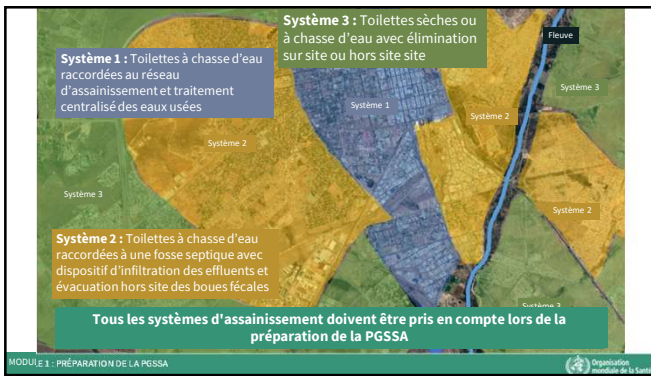 Système 3 : Toilettes sèches ou
à chasse d'eau avec élimination
sur site ou hors site site
Fleuve
Système 1 : Toilettes à chasse d'eau
raccordées au réseau
d'assainissement et traitement
centralisé des eaux usées
Système 3
Système 1
Système 2
Système 2
Système 3
Système 2
Système 2 : Toilettes à chasse d'eau
raccordées à une fosse septique avec
dispositif d'infiltration des effluents et
évacuation hors site des boues fécales
Système 3
Tous les systèmes d'assainissement doivent être pris en compte lors de la
préparation de la PGSSA
MODULE 1 : PRÉPARATION DE LA PGSSA
Organisation
mondiale de la Santé